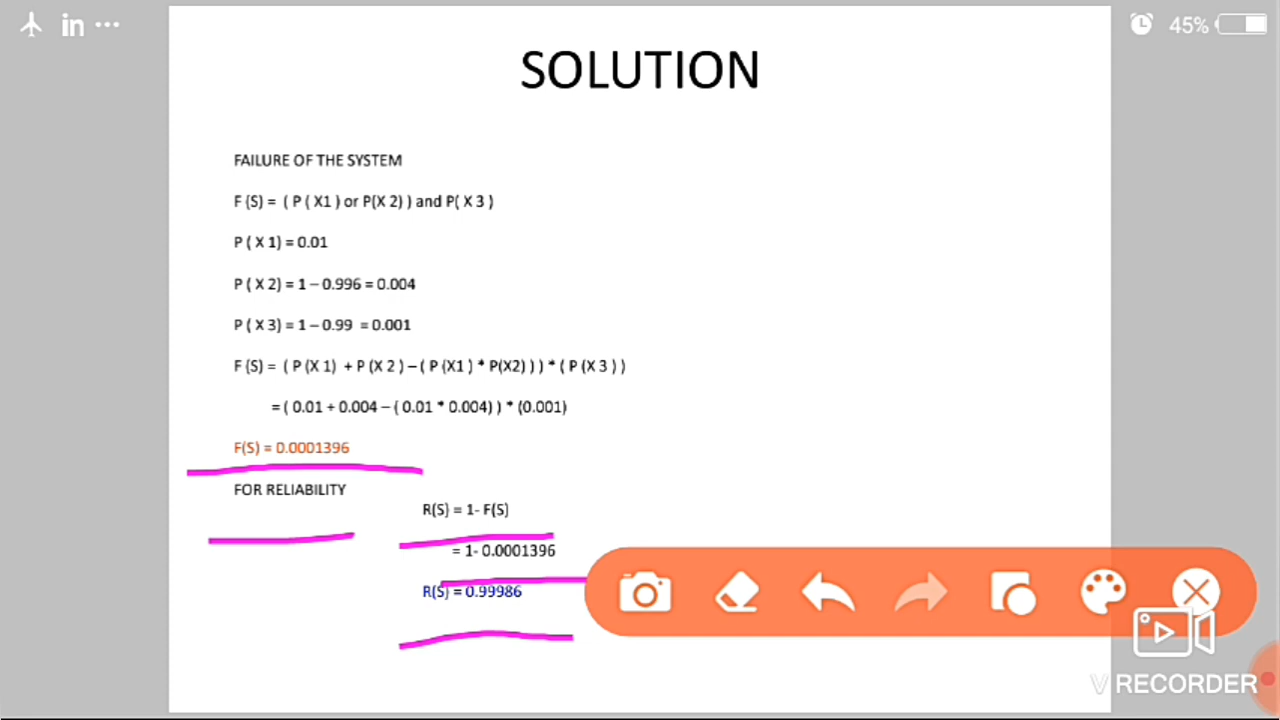 in ... 45%
SOLUTION
FAILURE OF THE SYSTEM
F (S) = ( P ( X1 ) or P(X 2) ) and P( X 3 )
P ( X 1) = 0.01
P ( X 2) = 1 – 0.996 = 0.004
P ( X 3) = 1 – 0.99 = 0.001
F (S) = ( P (X 1) + P (X 2 ) – ( P (X1 ) * P(X2) ) ) * ( P (X 3 ) )
= ( 0.01 + 0.004 – ( 0.01 * 0.004) ) * (0.001)
F(S) = 0.0001396
FOR RELIABILITY
R(S) = 1- F(S)
= 1- 0.0001396
R(S) = 0.99986
V RECORDER